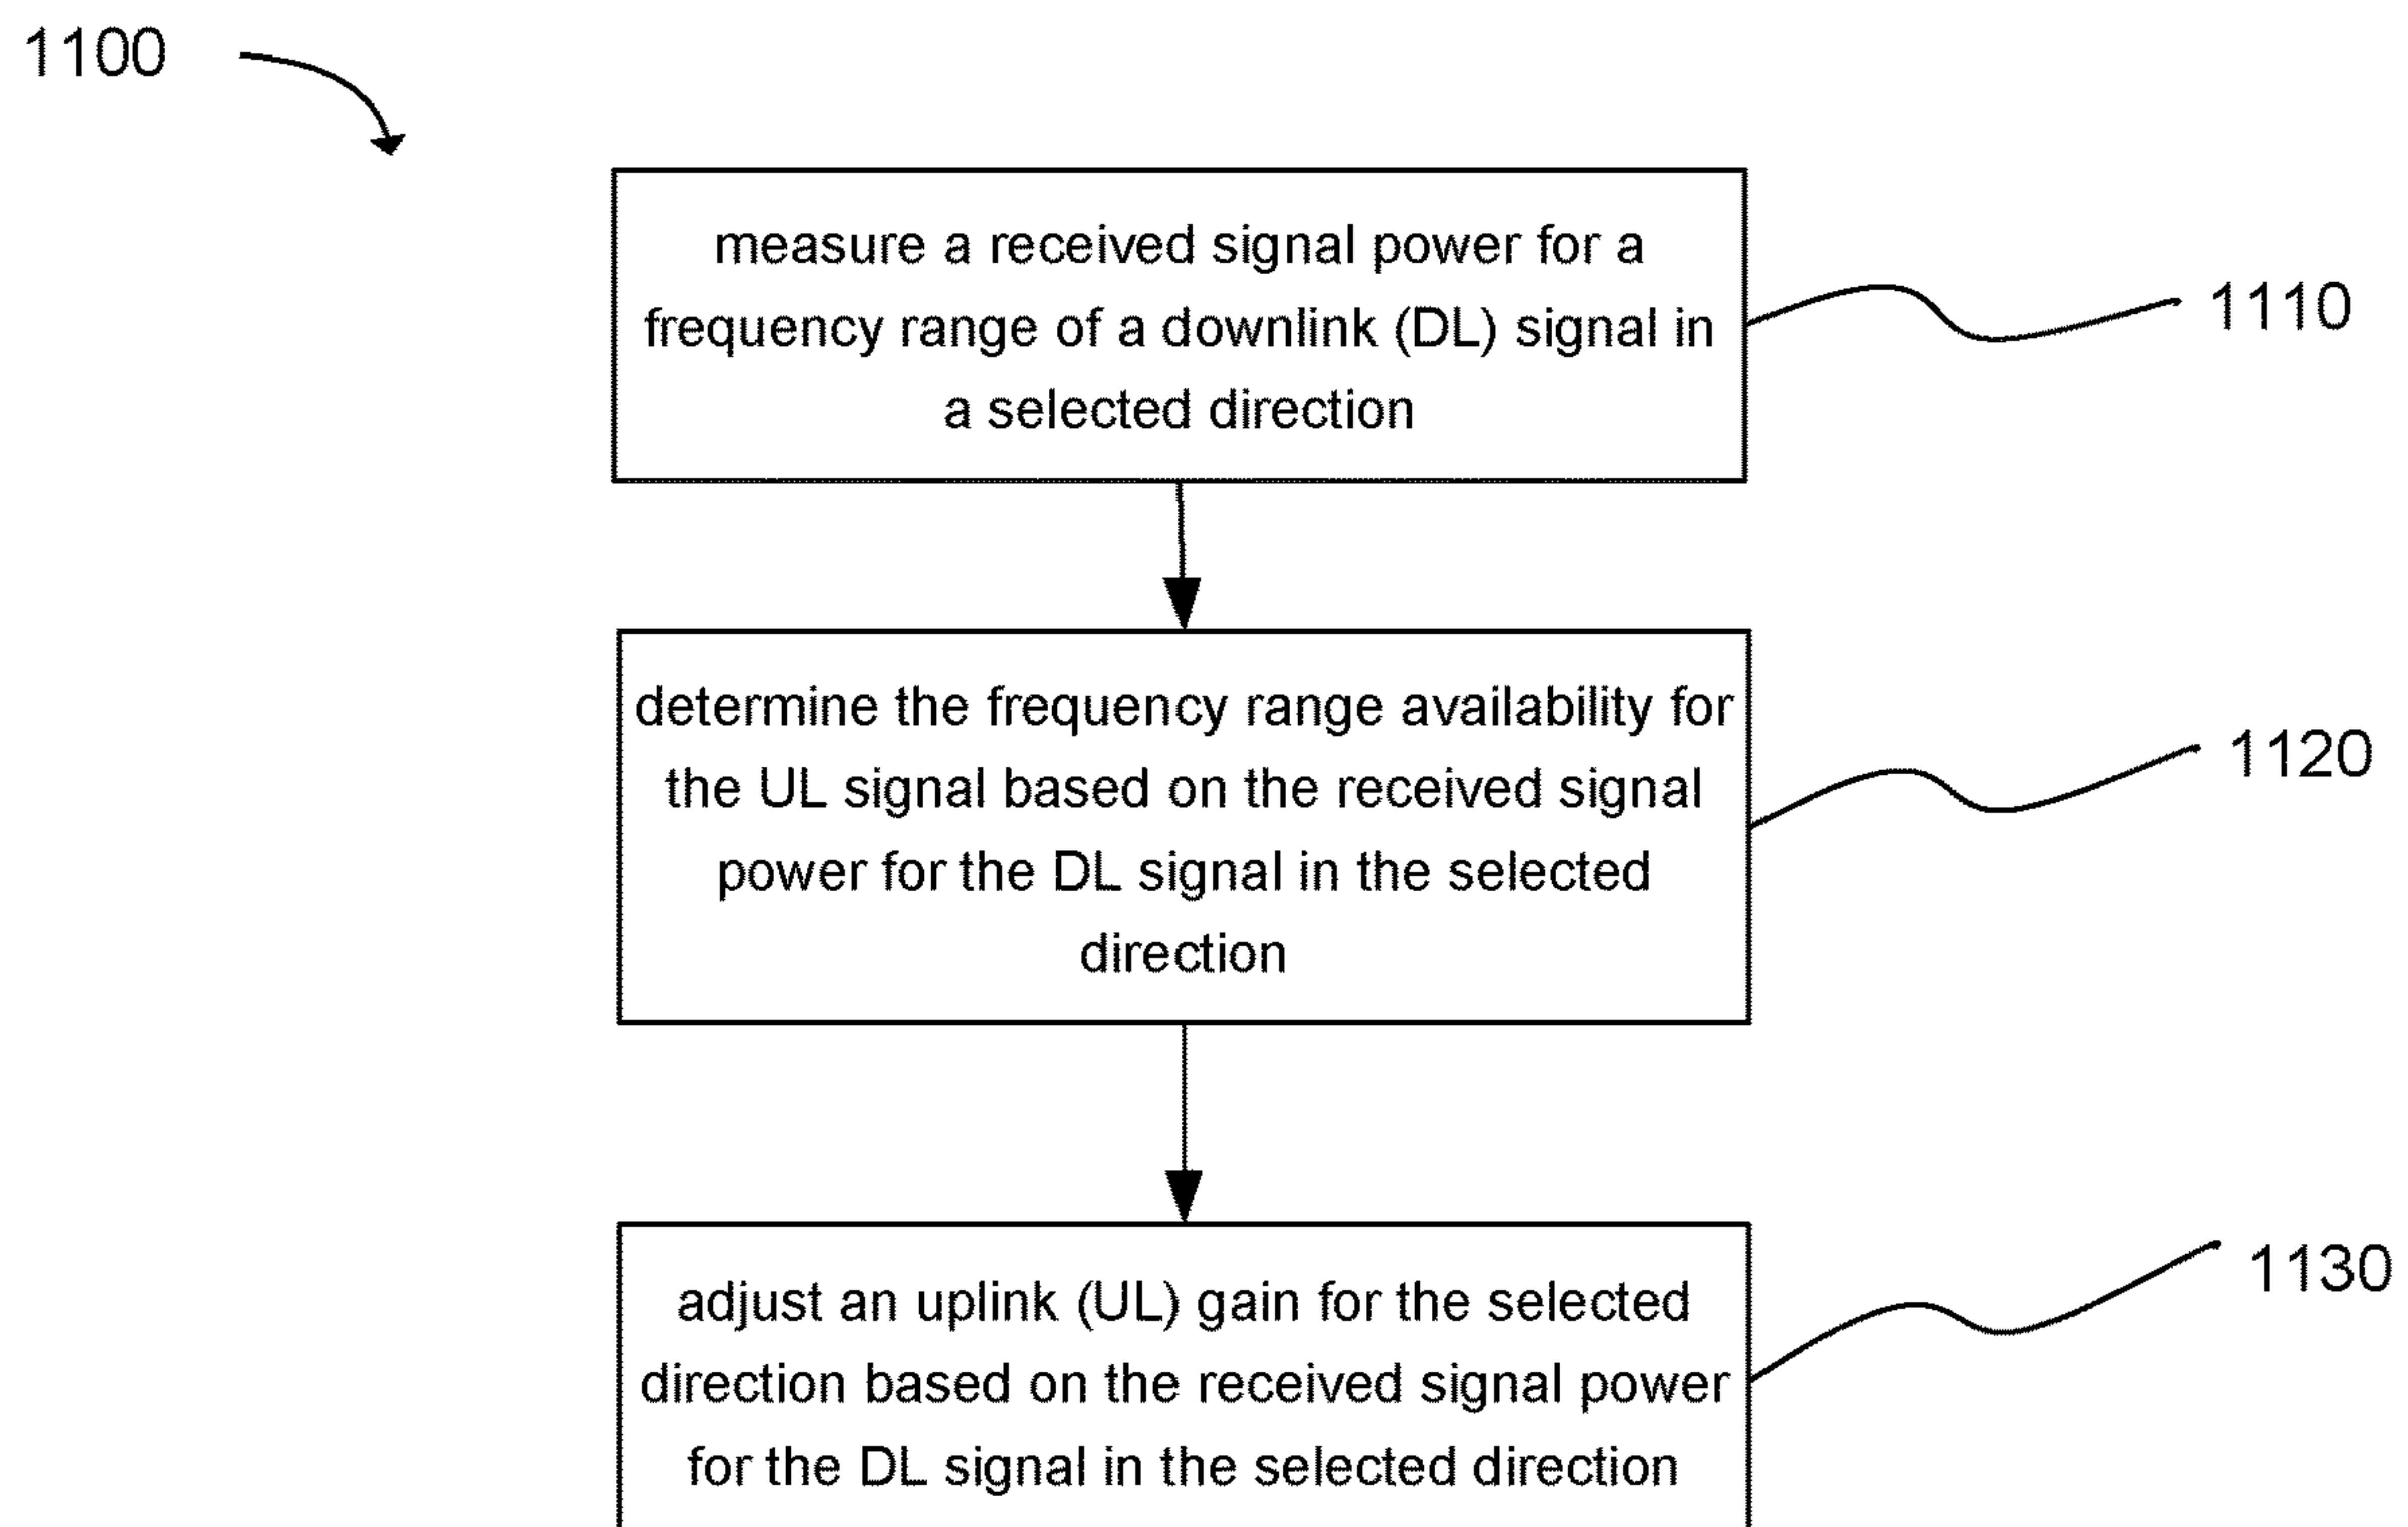 1100
measure a received signal power for a
frequency range of a downlink (DL) signal in
a selected direction
1110
determine the frequency range availability for
the UL signal based on the received signal
power for the DL signal in the selected
direction
1120
adjust an uplink (UL) gain for the selected
direction based on the received signal power
for the DL signal in the selected direction
1130